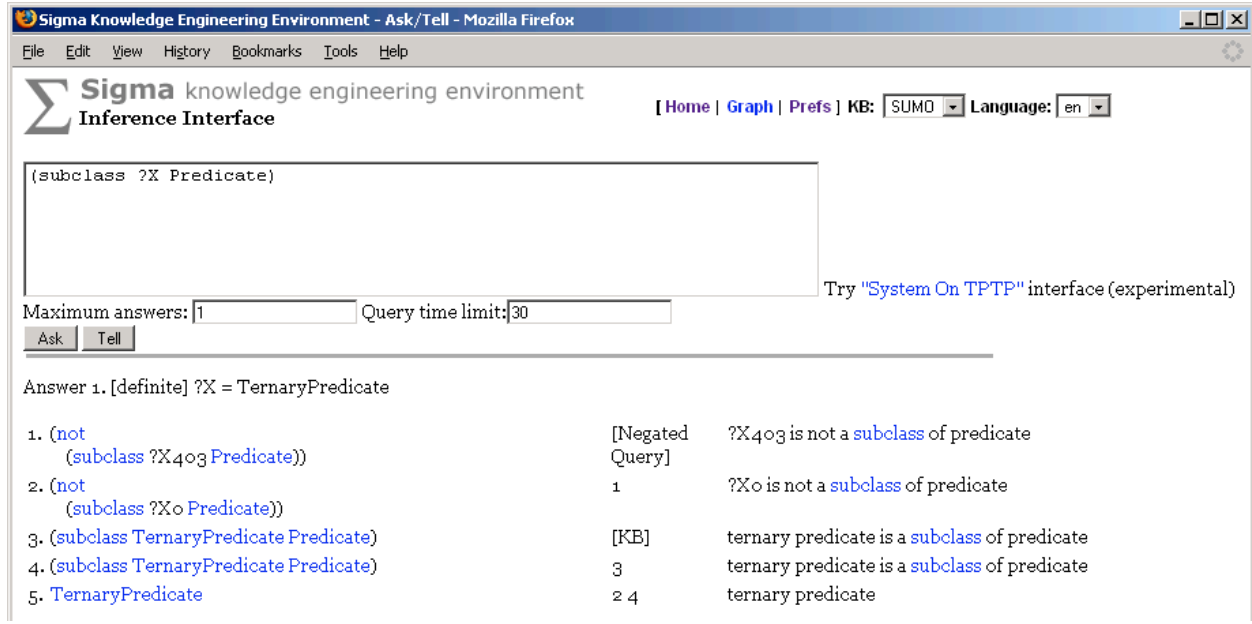 Sigma Knowledge Engineering Environment - Ask/Tell - Mozilla Firefox
File Edit View History Bookmarks Tools Help
Sigma knowledge engineering environment
Inference Interface
[ Home | Graph | Prefs ] KB: SUMO Language: en
(subclass ?X Predicate)
Try "System On TPTP" interface (experimental)
Maximum answers: 1 Query time limit: 30
Ask Tell
Answer 1. [definite] ?X = TernaryPredicate
1. (not [Negated ?X403 is not a subclass of predicate
(subclass ?X403 Predicate)) Query]
2. (not 1 ?X0 is not a subclass of predicate
(subclass ?X0 Predicate))
3. (subclass TernaryPredicate Predicate) [KB] ternary predicate is a subclass of predicate
4. (subclass TernaryPredicate Predicate) 3 ternary predicate is a subclass of predicate
5. TernaryPredicate 2 4 ternary predicate